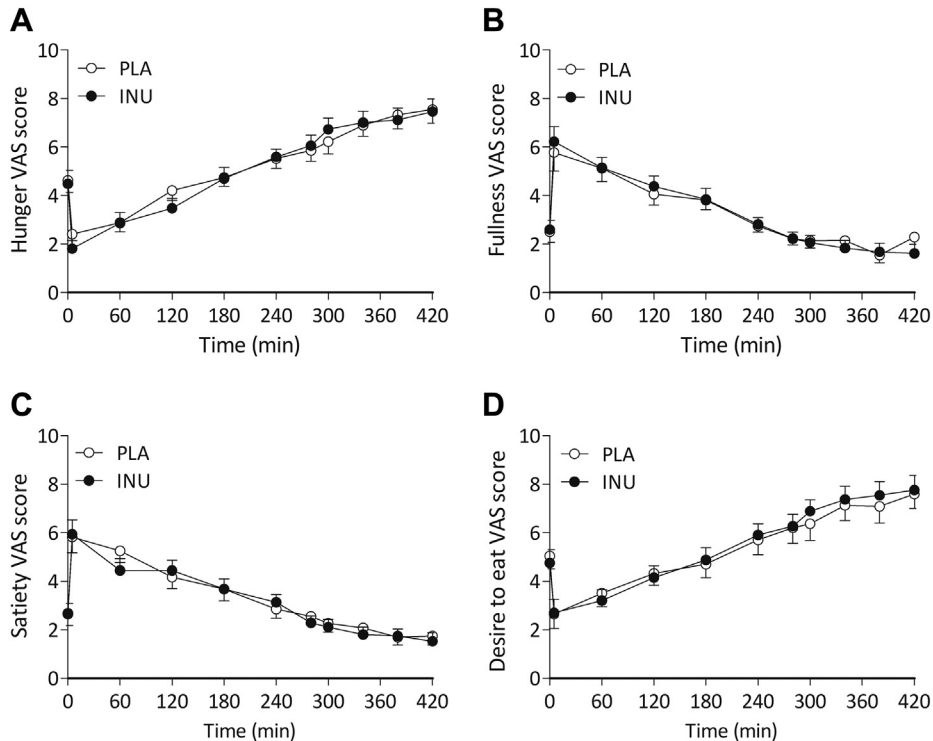 A
Hunger VAS score
10
8
6
4
2
0
PLA
INU
0 60 120 180 240 300 360 420
Time (min)
B
Fullness VAS score
10
8
6
4
2
0
PLA
INU
0 60 120 180 240 300 360 420
Time (min)
C
Satiety VAS score
10
8
6
4
2
0
PLA
INU
0 60 120 180 240 300 360 420
Time (min)
D
Desire to eat VAS score
10
8
6
4
2
0
PLA
INU
0 60 120 180 240 300 360 420
Time (min)